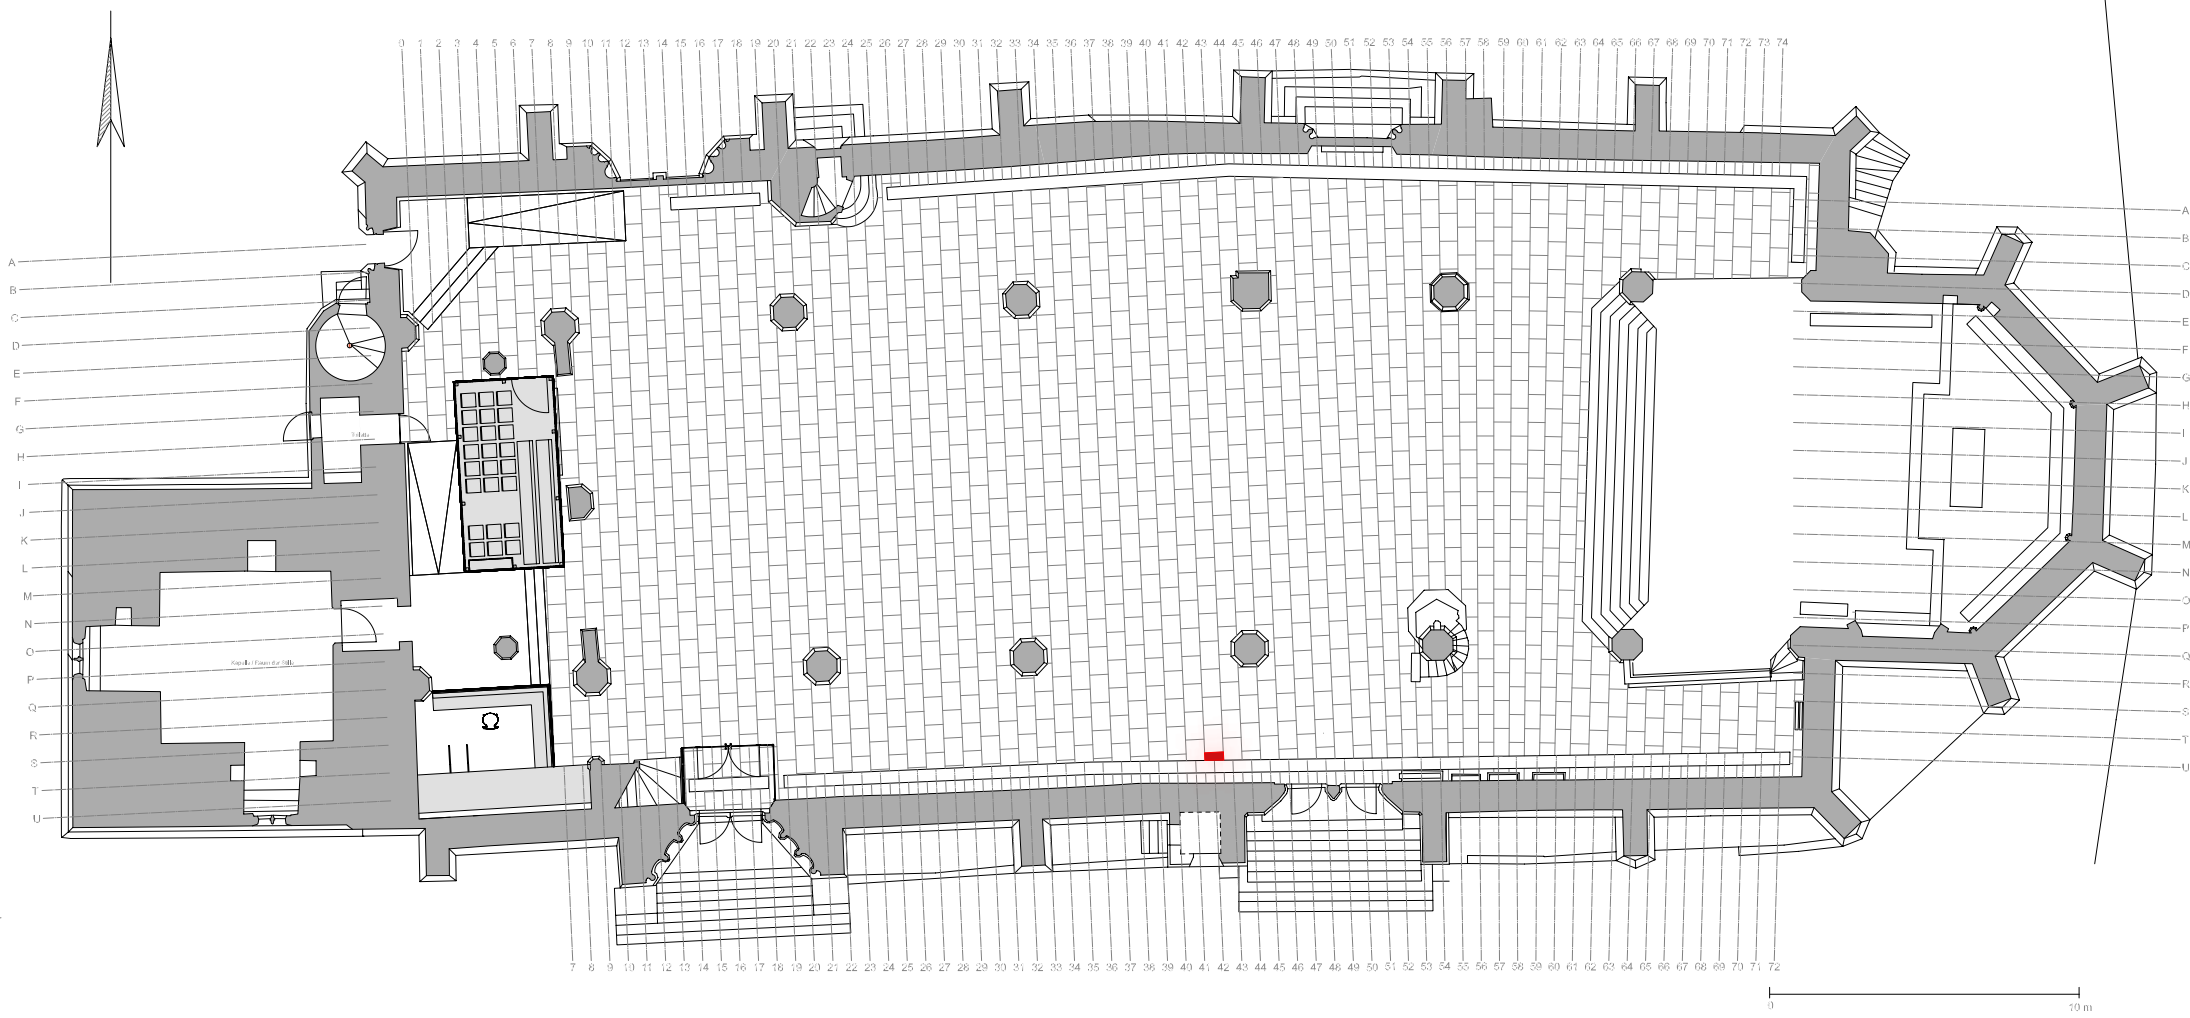 0 1 2 3 4 5 6 7 8 9 10 11 12 13 14 15 16 17 18 19 20 21 22 23 24 25 26 27 28 29 30 31 32 33 34 35 36 37 38 39 40 41 42 43 44 45 46 47 48 49 50 51 52 53 54 55 56 57 58 59 60 61 62 63 64 65 66 67 68 69 70 71 72 73 74
A
B
C
D
E
F
G
H
I
J
K
L
M
N
O
P
Q
R
S
T
U
Kapelle / Raum der Stille
A
B
C
D
E
F
G
H
I
J
K
L
M
N
O
P
Q
R
S
T
U
7 8 9 10 11 12 13 14 15 16 17 18 19 20 21 22 23 24 25 26 27 28 29 30 31 32 33 34 35 36 37 38 39 40 41 42 43 44 45 46 47 48 49 50 51 52 53 54 55 56 57 58 59 60 61 62 63 64 65 66 67 68 69 70 71 72
0 10 m